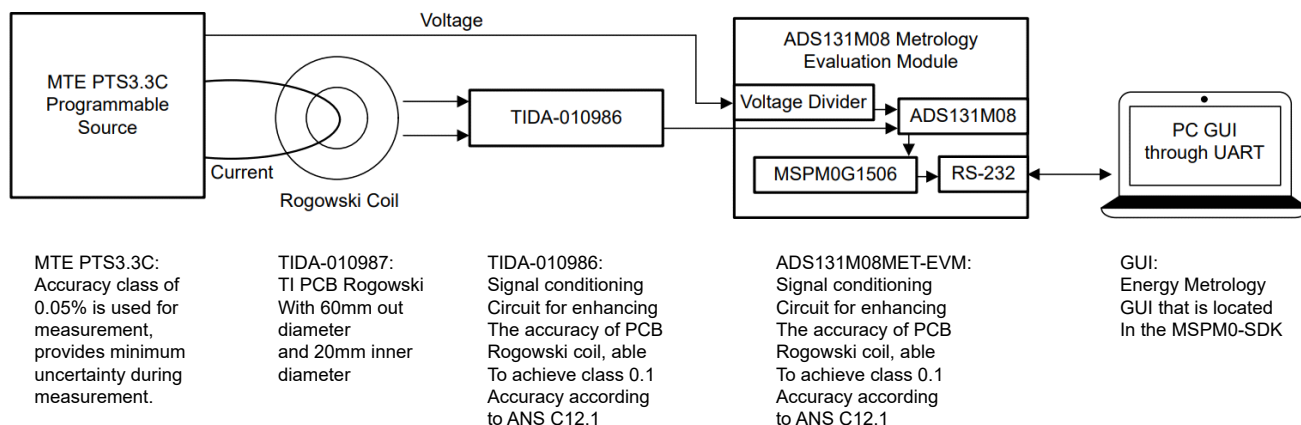 Voltage
MTE PTS3.3C
Programmable
Source
Current
Rogowski Coil
TIDA-010986
ADS131M08 Metrology
Evaluation Module
Voltage Divider
ADS131M08
MSPM0G1506
RS-232
PC GUI
through UART
MTE PTS3.3C:
Accuracy class of
0.05% is used for
measurement,
provides minimum
uncertainty during
measurement.
TIDA-010987:
TI PCB Rogowski
With 60mm out
diameter
and 20mm inner
diameter
TIDA-010986:
Signal conditioning
Circuit for enhancing
The accuracy of PCB
Rogowski coil, able
To achieve class 0.1
Accuracy according
to ANS C12.1
ADS131M08MET-EVM:
Signal conditioning
Circuit for enhancing
The accuracy of PCB
Rogowski coil, able
To achieve class 0.1
Accuracy according
to ANS C12.1
GUI:
Energy Metrology
GUI that is located
In the MSPM0-SDK